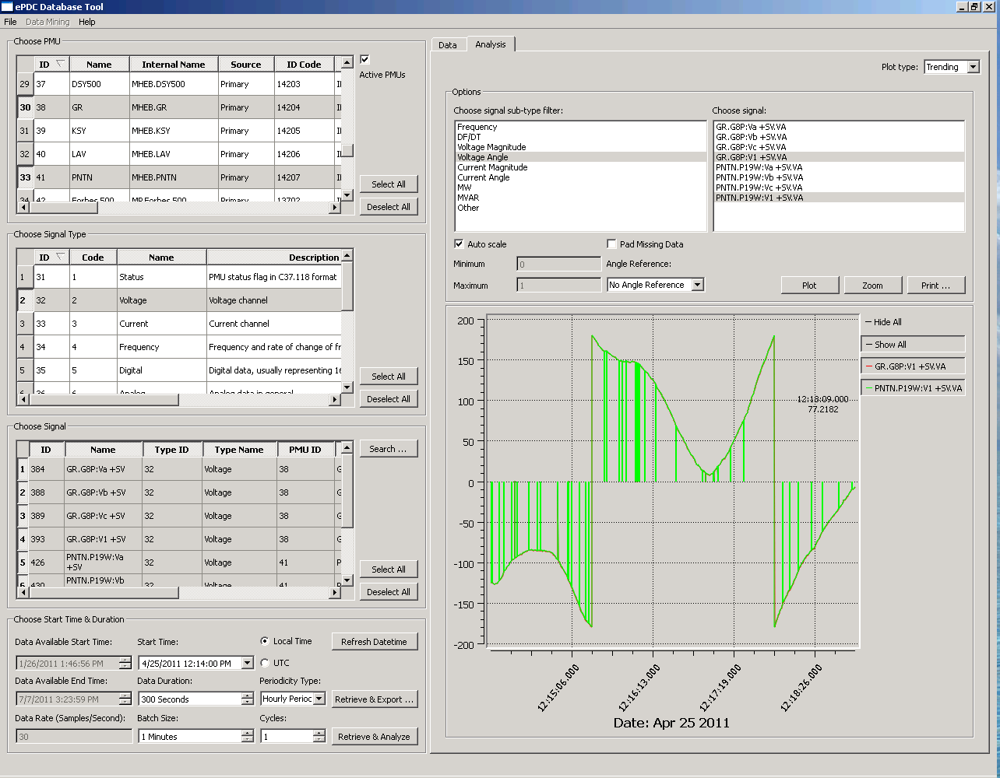 ePDC Database Tool
File Data Mining Help
Choose PMU
ID Name Internal Name Source ID Code
29 37 DSY500 MHEB.DSY500 Primary 14203
30 38 GR MHEB.GR Primary 14204
31 39 KSY MHEB.KSY Primary 14205
32 40 LAV MHEB.LAV Primary 14206
33 41 PNTN MHEB.PNTN Primary 14207
34 42 Forbes 500 MP.Forbes 500 Primary 13702
Active PMUs
Select All
Deselect All
Choose Signal Type
ID Code Name Description
1 31 1 Status PMU status flag in C37.118 format
2 32 2 Voltage Voltage channel
3 33 3 Current Current channel
4 34 4 Frequency Frequency and rate of change of fr
5 35 5 Digital Digital data, usually representing 16
6 36 6 Analog Analog data in general
Select All
Deselect All
Choose Signal
ID Name Type ID Type Name PMU ID
1 384 GR.G8P:Va +SV 32 Voltage 38 G
2 388 GR.G8P:Vb +SV 32 Voltage 38 G
3 389 GR.G8P:Vc +SV 32 Voltage 38 G
4 393 GR.G8P:V1 +SV 32 Voltage 38 G
5 426 PNTN.P19W:Va +SV 32 Voltage 41 P
6 430 PNTN.P19W:Vb 32 Voltage 41 P
Search ...
Select All
Deselect All
Choose Start Time & Duration
Data Available Start Time: Start Time: Local Time Refresh Datetime
1/26/2011 1:46:56 PM 4/25/2011 12:14:00 PM UTC
Data Available End Time: Data Duration: Periodicity Type:
7/7/2011 3:23:59 PM 300 Seconds Hourly Perioc Retrieve & Export ...
Data Rate (Samples/Second): Batch Size: Cycles:
30 1 Minutes 1 Retrieve & Analyze
Data Analysis
Plot type: Trending
Options
Choose signal sub-type filter:
Frequency
DF/DT
Voltage Magnitude
Voltage Angle
Current Magnitude
Current Angle
MW
MVAR
Other
Choose signal:
GR.G8P:Va +SV.VA
GR.G8P:Vb +SV.VA
GR.G8P:Vc +SV.VA
GR.G8P:V1 +SV.VA
PNTN.P19W:Va +SV.VA
PNTN.P19W:Vb +SV.VA
PNTN.P19W:Vc +SV.VA
PNTN.P19W:V1 +SV.VA
Auto scale Pad Missing Data
Minimum 0 Angle Reference:
Maximum 1 No Angle Reference Plot Zoom Print ...
200
150
100
50
0
-50
-100
-150
-200
12:18:09.000
77.2182
Hide All
Show All
GR.G8P:V1 +SV.VA
PNTN.P19W:V1 +SV.VA
12:15:06.000 12:16:13.000 12:17:19.000 12:18:26.000
Date: Apr 25 2011